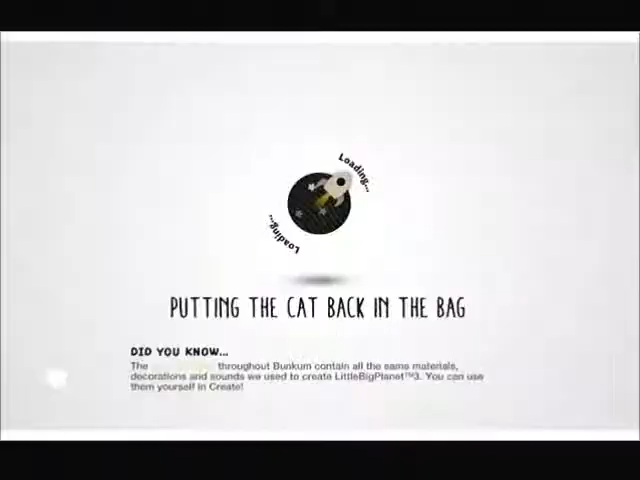 Loading...
Loading...
PUTTING THE CAT BACK IN THE BAG
DID YOU KNOW...
The throughout Bunkum contain all the same materials,
decorations and sounds we used to create LittleBigPlanet™3. You can use
them yourself in Create!